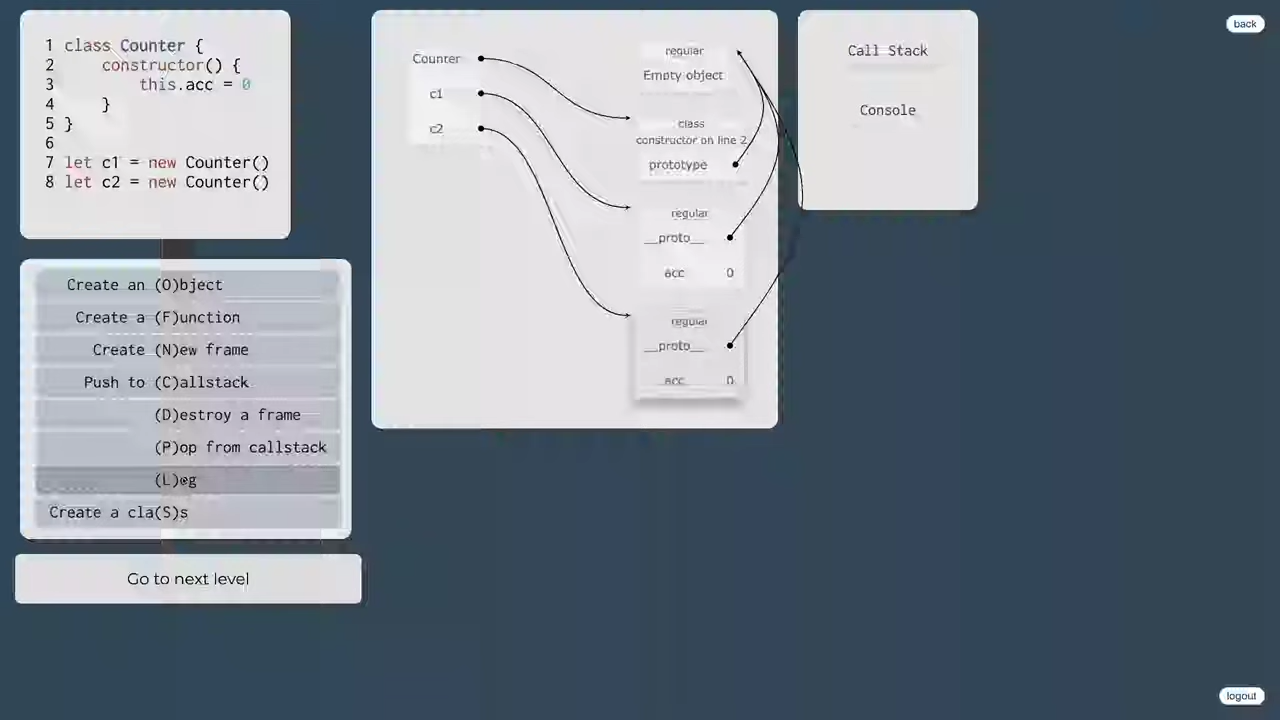 1 class Counter {
2 constructor() {
3 this.acc = 0
4 }
5 }
6
7 let c1 = new Counter()
8 let c2 = new Counter()
Create an (O)bject
Create a (F)unction
Create (N)ew frame
Push to (C)allstack
(D)estroy a frame
(P)op from callstack
(L)og
Create a cla(S)s
Go to next level
Counter
c1
c2
regular
Empty object
class
constructor on line 2
prototype
regular
__proto__
acc 0
regular
__proto__
acc 0
Call Stack
Console
back
logout